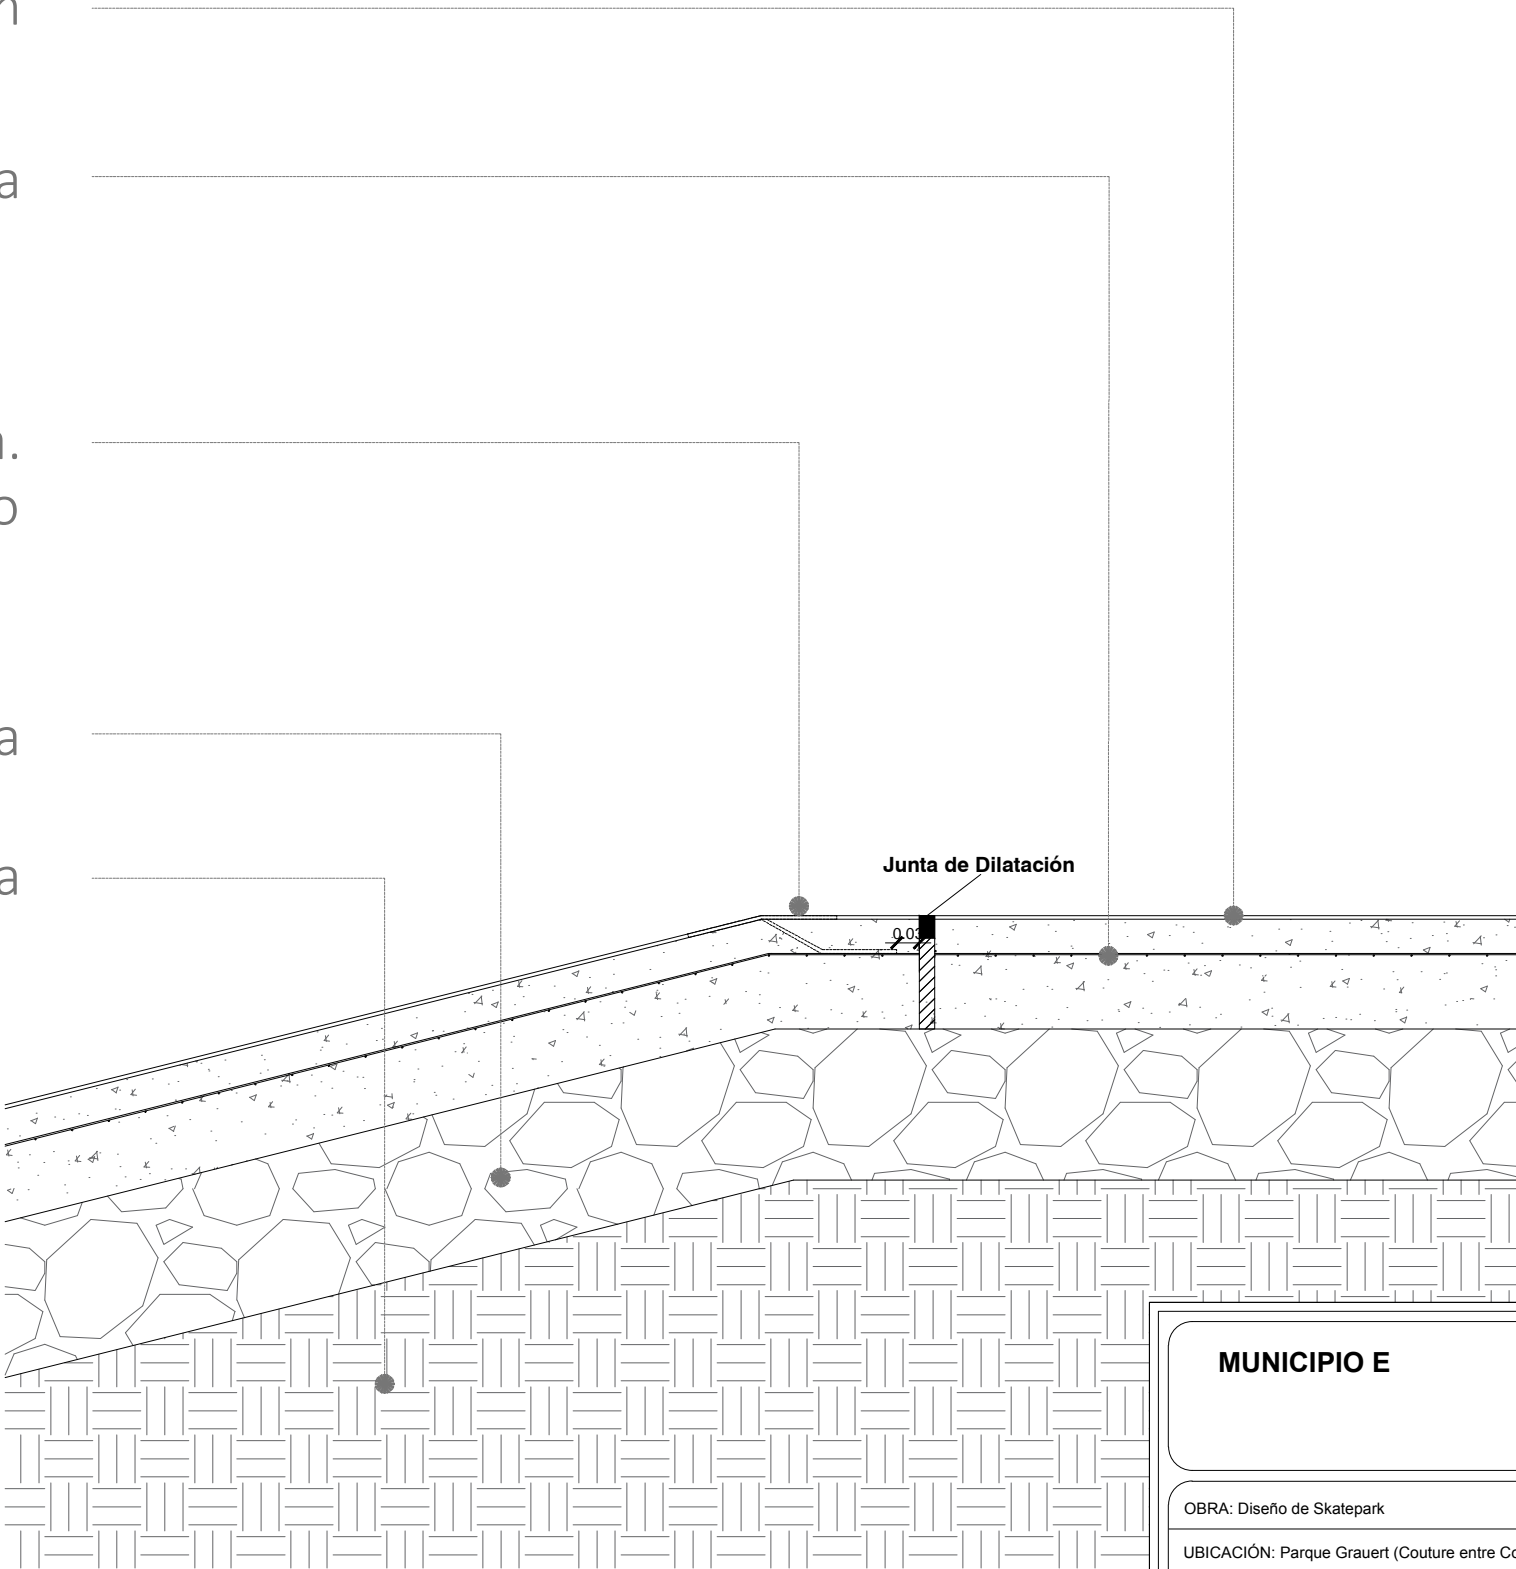 n
a
n.
o
a
a
Junta de Dilatación
0.03
MUNICIPIO E
OBRA: Diseño de Skatepark
UBICACIÓN: Parque Grauert (Couture entre Co